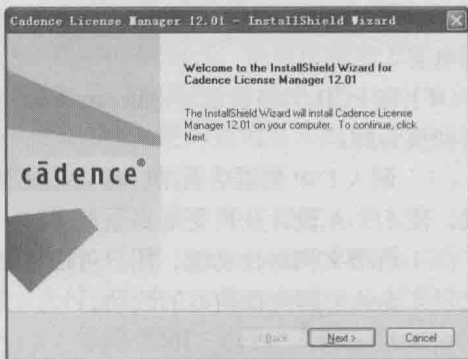 Cadence License Manager 12.01 - InstallShield Wizard
Welcome to the InstallShield Wizard for
Cadence License Manager 12.01
The InstallShield Wizard will install Cadence License
Manager 12.01 on your computer. To continue, click
Next.
cādence®
< Back
Next >
Cancel